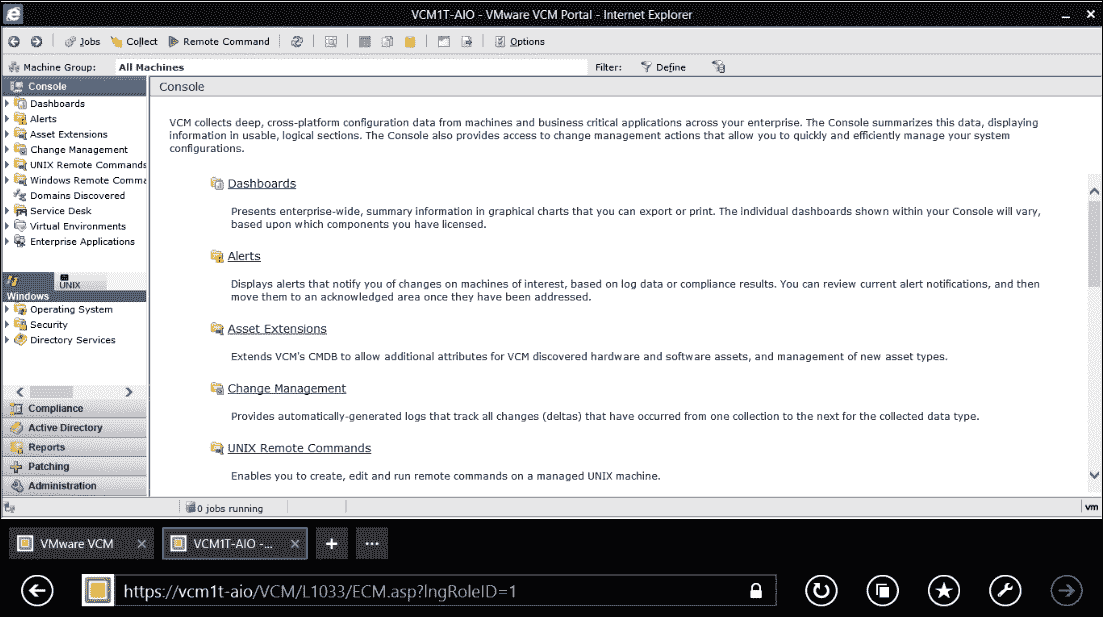 VCM1T-AIO - VMware VCM Portal - Internet Explorer
Jobs Collect Remote Command Options
Machine Group: All Machines Filter: Define
Console
Dashboards
Alerts
Asset Extensions
Change Management
UNIX Remote Commands
Windows Remote Comma
Domains Discovered
Service Desk
Virtual Environments
Enterprise Applications
UNIX
Windows
Operating System
Security
Directory Services
Compliance
Active Directory
Reports
Patching
Administration
Console
VCM collects deep, cross-platform configuration data from machines and business critical applications across your enterprise. The Console summarizes this data, displaying
information in usable, logical sections. The Console also provides access to change management actions that allow you to quickly and efficiently manage your system
configurations.
Dashboards
Presents enterprise-wide, summary information in graphical charts that you can export or print. The individual dashboards shown within your Console will vary,
based upon which components you have licensed.
Alerts
Displays alerts that notify you of changes on machines of interest, based on log data or compliance results. You can review current alert notifications, and then
move them to an acknowledged area once they have been addressed.
Asset Extensions
Extends VCM's CMDB to allow additional attributes for VCM discovered hardware and software assets, and management of new asset types.
Change Management
Provides automatically-generated logs that track all changes (deltas) that have occurred from one collection to the next for the collected data type.
UNIX Remote Commands
Enables you to create, edit and run remote commands on a managed UNIX machine.
0 jobs running
vm
VMware VCM
VCM1T-AIO -...
https://vcm1t-aio/VCM/L1033/ECM.asp?lngRoleID=1